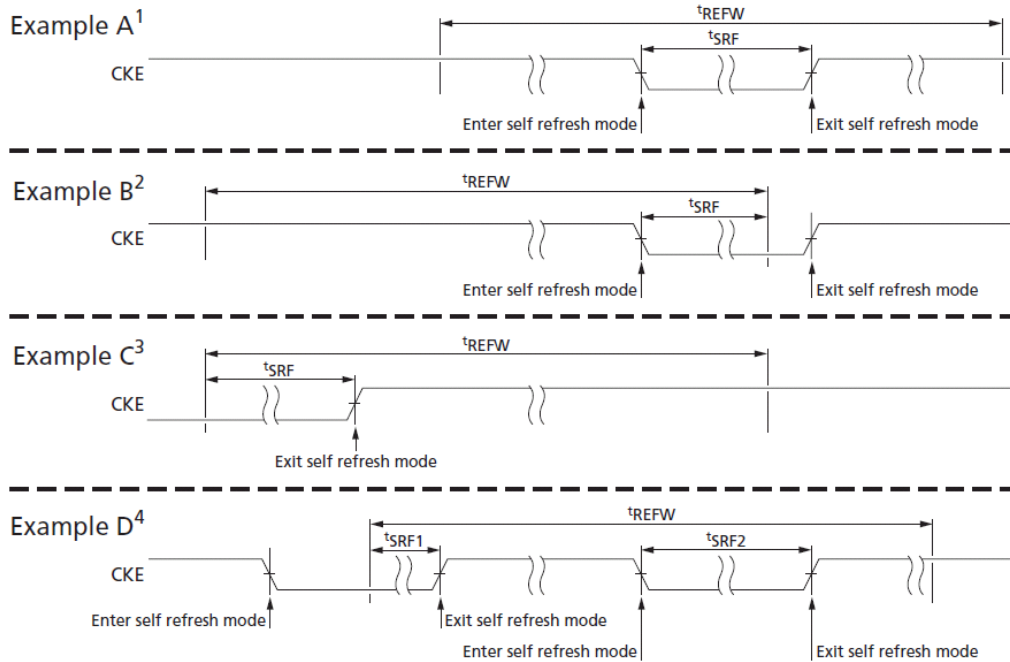 Example A¹
tREFW
tSRF
CKE
Enter self refresh mode
Exit self refresh mode
Example B²
tREFW
tSRF
CKE
Enter self refresh mode
Exit self refresh mode
Example C³
tREFW
tSRF
CKE
Exit self refresh mode
Example D⁴
tREFW
tSRF1
tSRF2
CKE
Enter self refresh mode
Exit self refresh mode
Enter self refresh mode
Exit self refresh mode